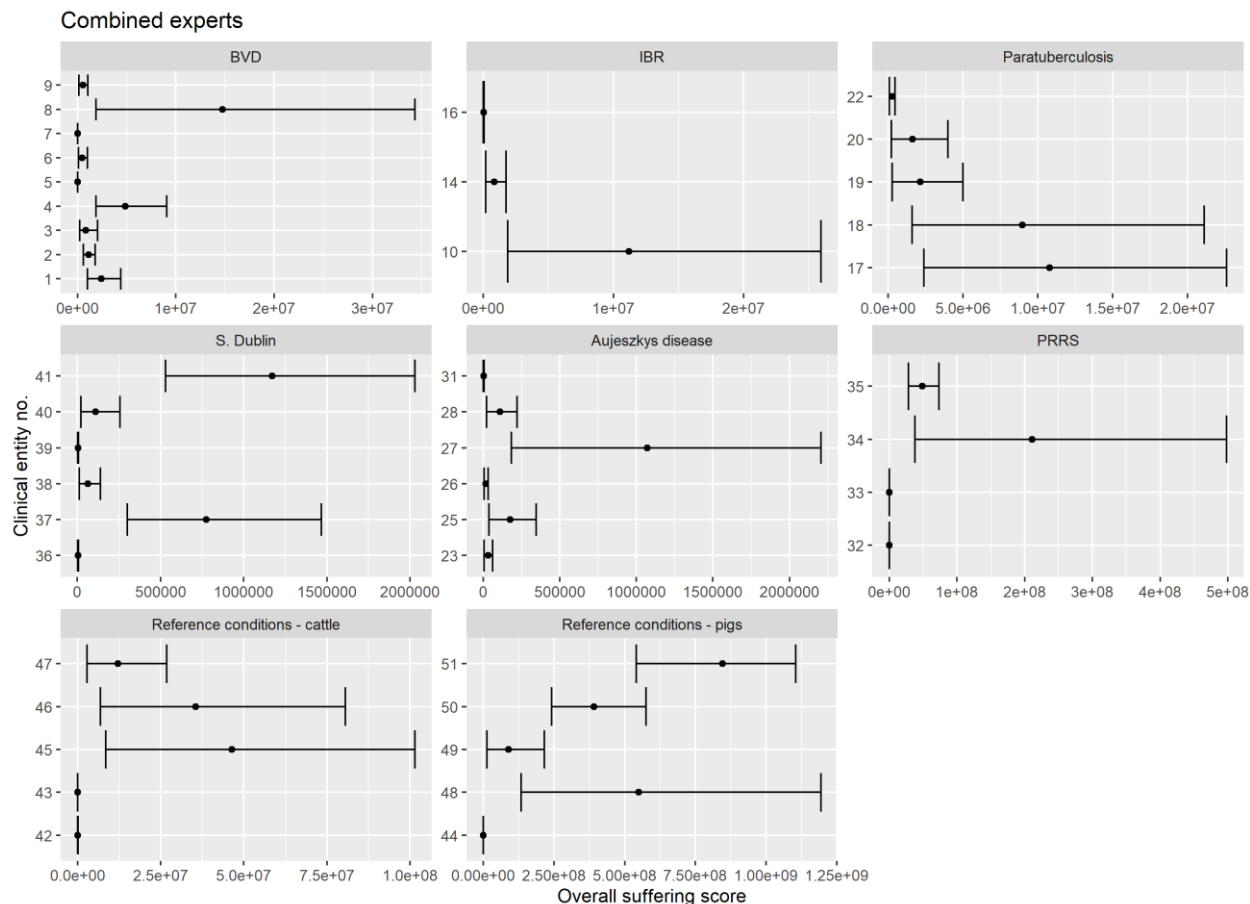 Combined experts
BVD
IBR
Paratuberculosis
9
8
7
6
5
4
3
2
1
0e+00 1e+07 2e+07 3e+07
16
14
10
0e+00 1e+07 2e+07
22
20
19
18
17
0.0e+00 5.0e+06 1.0e+07 1.5e+07 2.0e+07
S. Dublin
Aujeszkys disease
PRRS
Clinical entity no.
41
40
39
38
37
36
0 500000 1000000 1500000 2000000
31
28
27
26
25
23
0 500000 1000000 1500000 2000000
35
34
33
32
0e+00 1e+08 2e+08 3e+08 4e+08 5e+08
Reference conditions - cattle
Reference conditions - pigs
47
46
45
43
42
0.0e+00 2.5e+07 5.0e+07 7.5e+07 1.0e+08
51
50
49
48
44
0.00e+00 2.50e+08 5.00e+08 7.50e+08 1.00e+09 1.25e+09
Overall suffering score